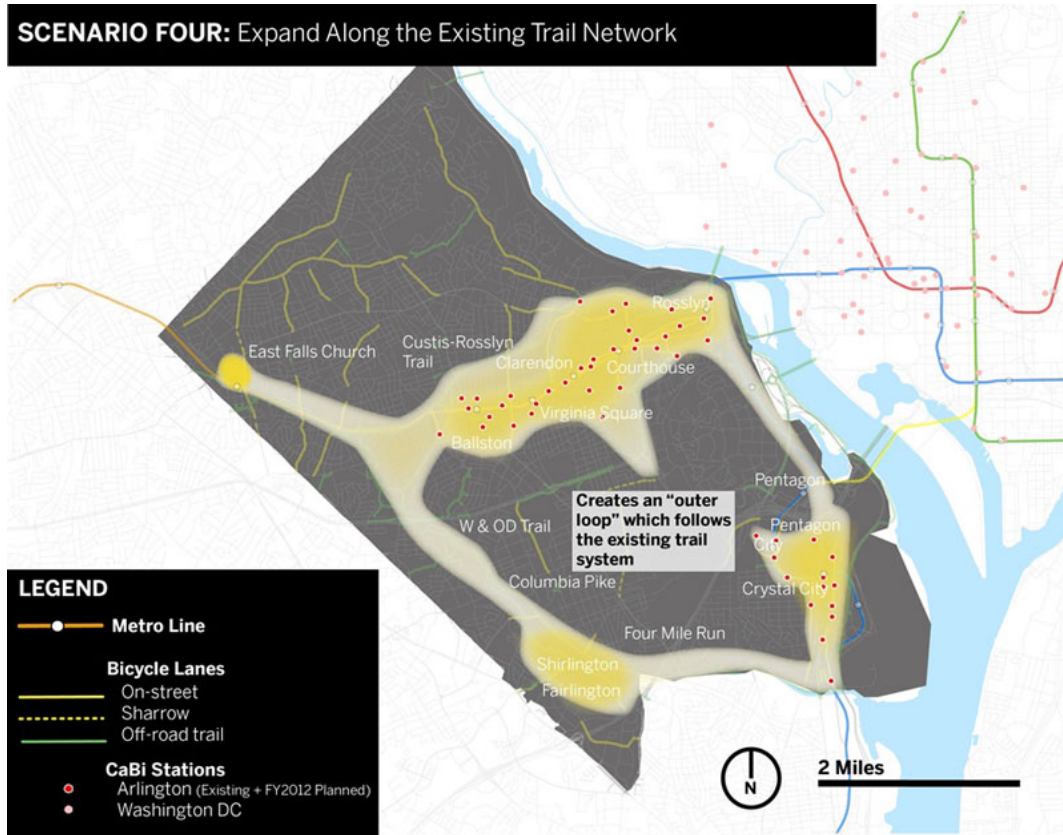 SCENARIO FOUR: Expand Along the Existing Trail Network
Rosslyn
East Falls Church
Custis-Rosslyn
Trail
Clarendon
Courthouse
Virginia Square
Ballston
Pentagon
Creates an “outer
loop” which follows
the existing trail
system
W & OD Trail
Pentagon
City
Columbia Pike
Crystal City
Four Mile Run
Shirlington
Fairlington
LEGEND
Metro Line
Bicycle Lanes
On-street
Sharrow
Off-road trail
CaBi Stations
Arlington (Existing + FY2012 Planned)
Washington DC
N
2 Miles